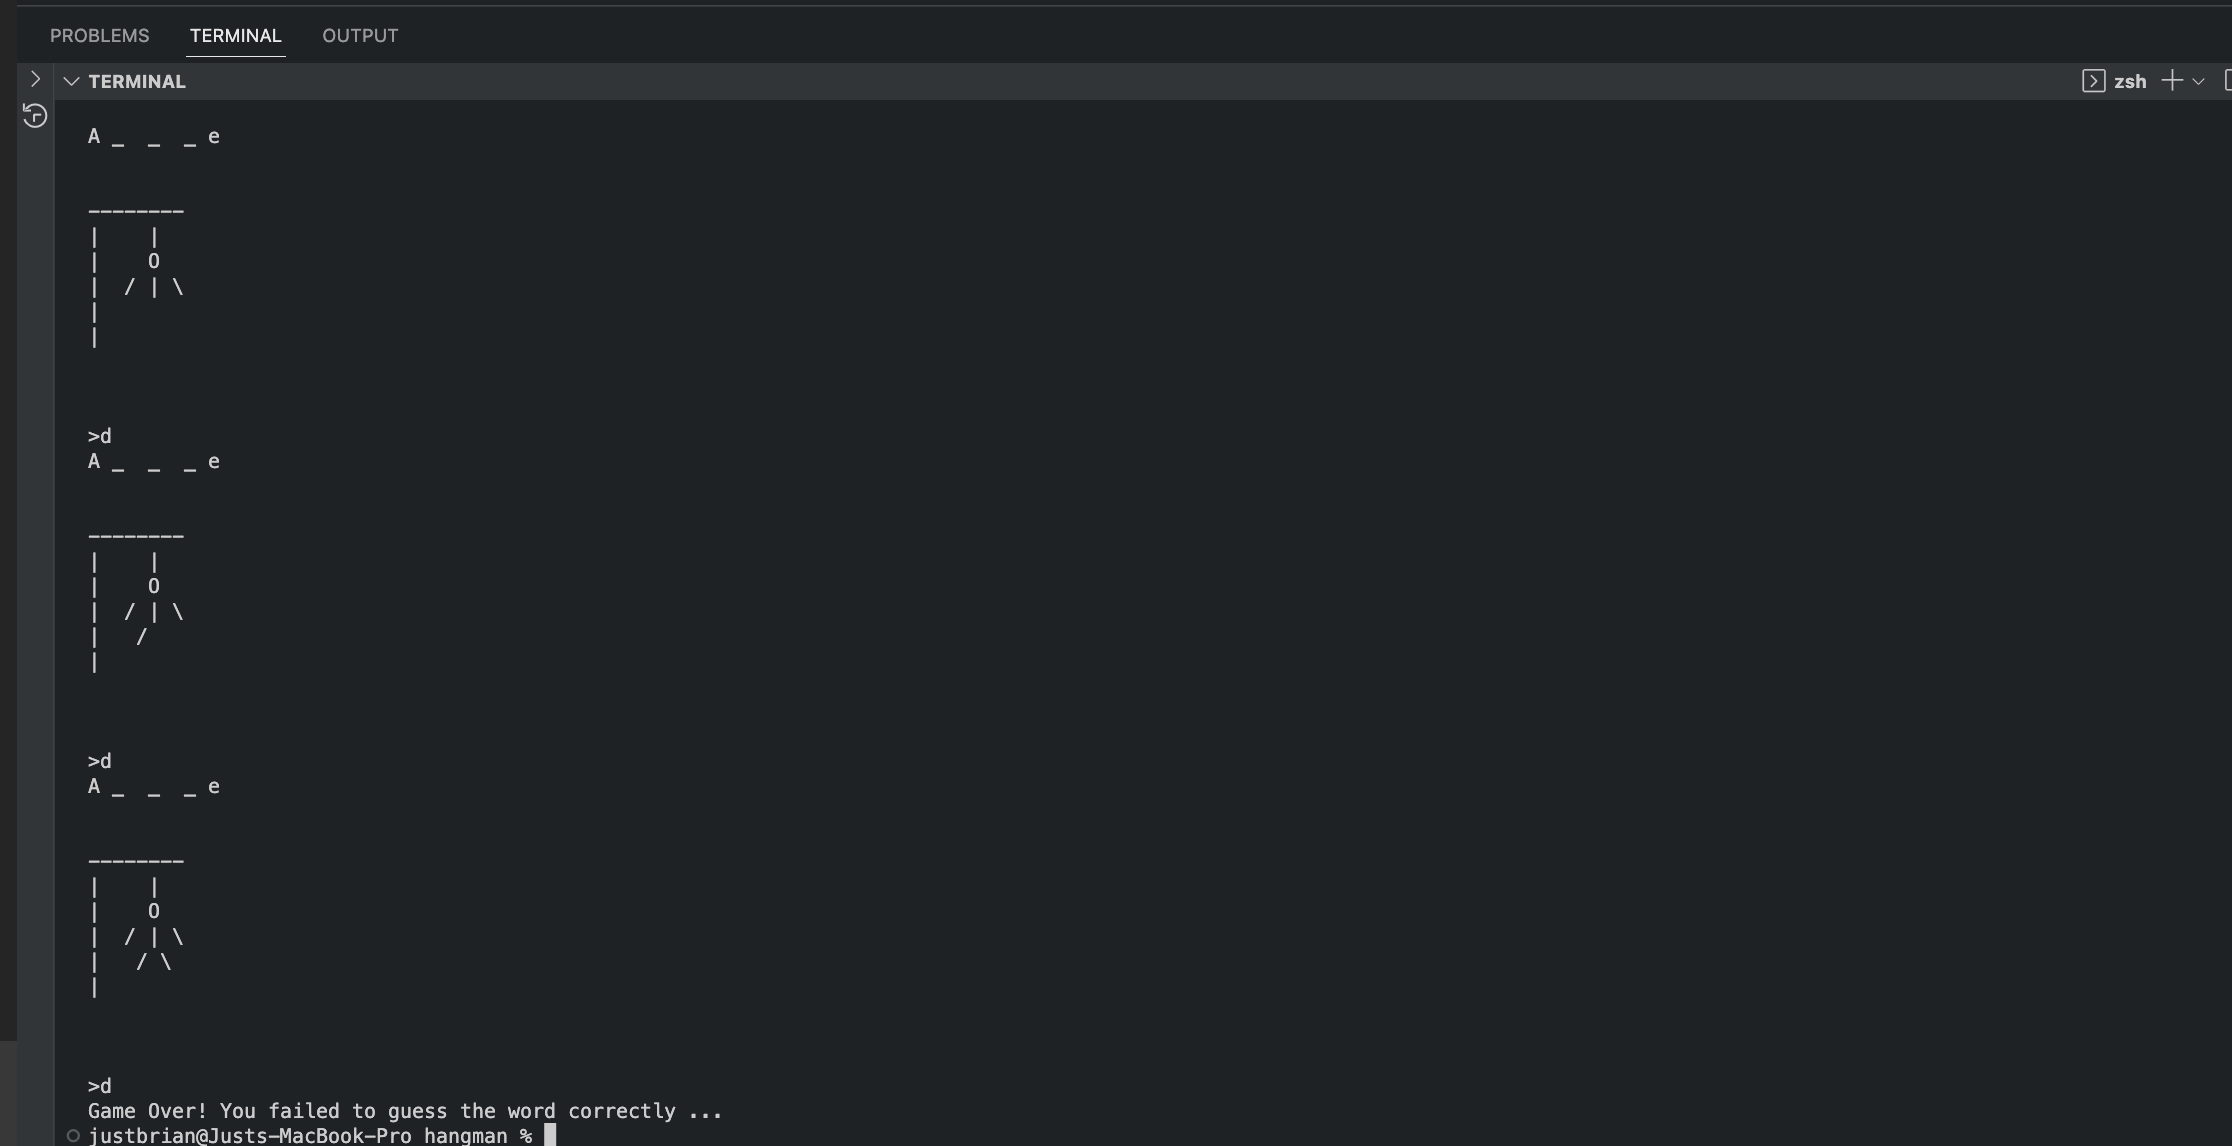 PROBLEMS TERMINAL OUTPUT
TERMINAL zsh
A _  _  _ e
--------
|    |
|    O
|  / | \
|
|
>d
A _  _  _ e
--------
|    |
|    O
|  / | \
|   /
|
>d
A _  _  _ e
--------
|    |
|    O
|  / | \
|   / \
|
>d
Game Over! You failed to guess the word correctly ...
justbrian@Justs-MacBook-Pro hangman %